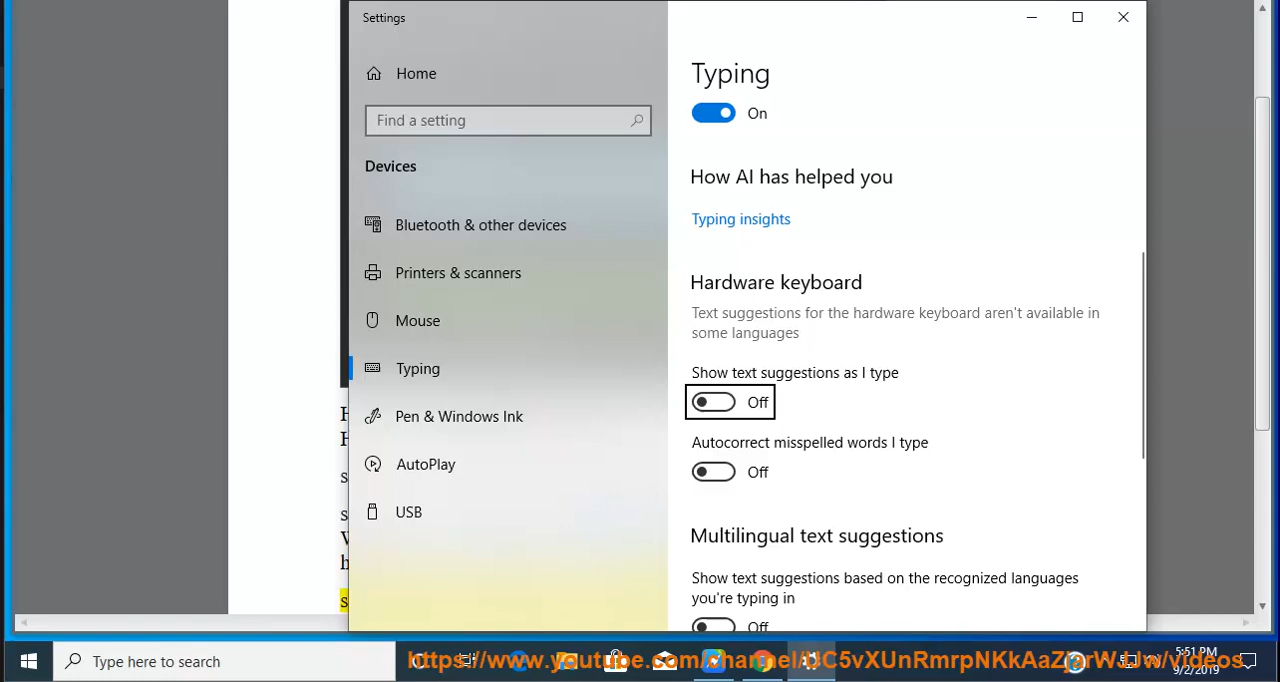 Settings
Home
Find a setting
Devices
Bluetooth & other devices
Printers & scanners
Mouse
Typing
Pen & Windows Ink
AutoPlay
USB
Typing
On
How AI has helped you
Typing insights
Hardware keyboard
Text suggestions for the hardware keyboard aren't available in
some languages
Show text suggestions as I type
Off
Autocorrect misspelled words I type
Off
Multilingual text suggestions
Show text suggestions based on the recognized languages
you're typing in
Off
Type here to search
5:51 PM
9/2/2019